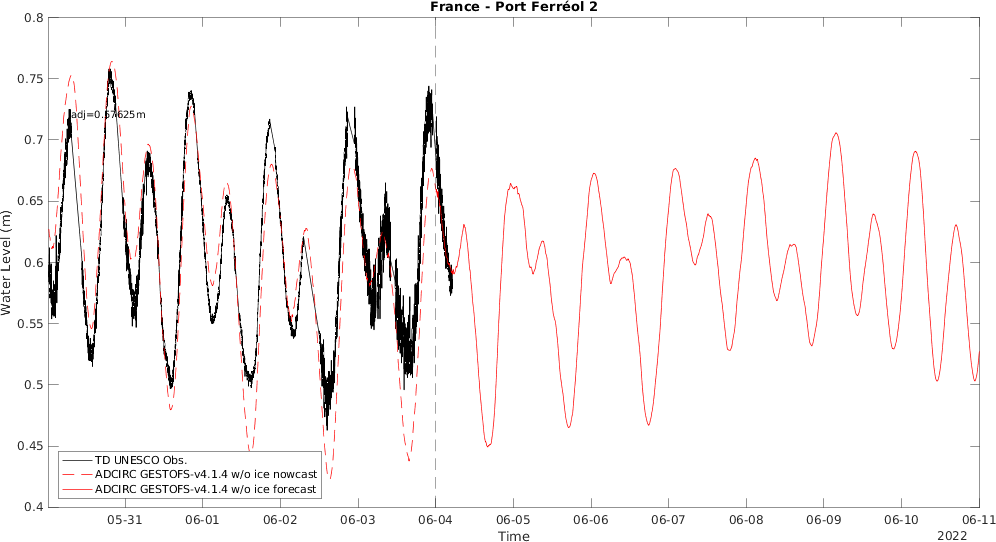 France - Port Ferréol 2
0.8
0.75
0.7
0.65
0.6
0.55
0.5
0.45
0.4
Water Level (m)
adj=0.67625m
TD UNESCO Obs.
ADCIRC GESTOFS-v4.1.4 w/o ice nowcast
ADCIRC GESTOFS-v4.1.4 w/o ice forecast
05-31 06-01 06-02 06-03 06-04 06-05 06-06 06-07 06-08 06-09 06-10 06-11
Time
2022